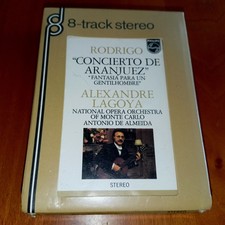 8-track stereo
PHILIPS
RODRIGO
"CONCIERTO DE
ARANJUEZ"
"FANTASIA PARA UN
GENTILHOMBRE"
ALEXANDRE
LAGOYA
NATIONAL OPERA ORCHESTRA
OF MONTE CARLO
ANTONIO DE ALMEIDA
STEREO